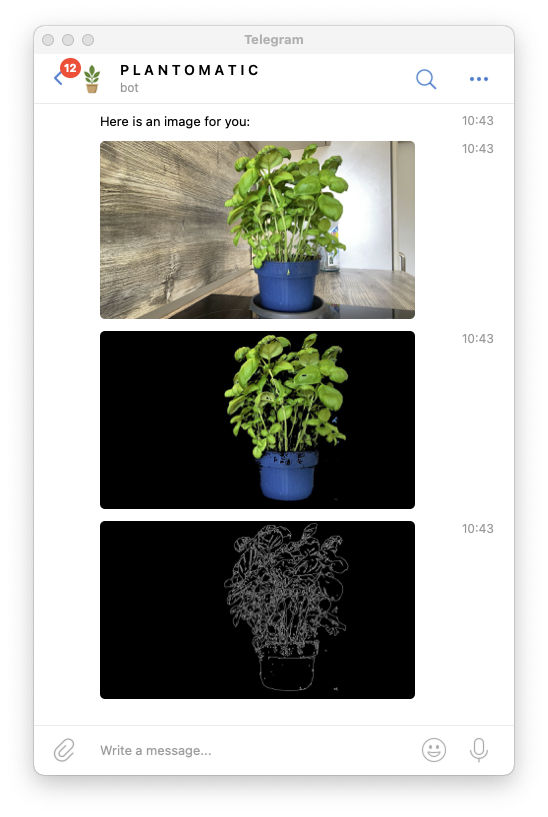 Telegram
12
P L A N T O M A T I C
bot
Here is an image for you:
10:43
10:43
10:43
10:43
Write a message...